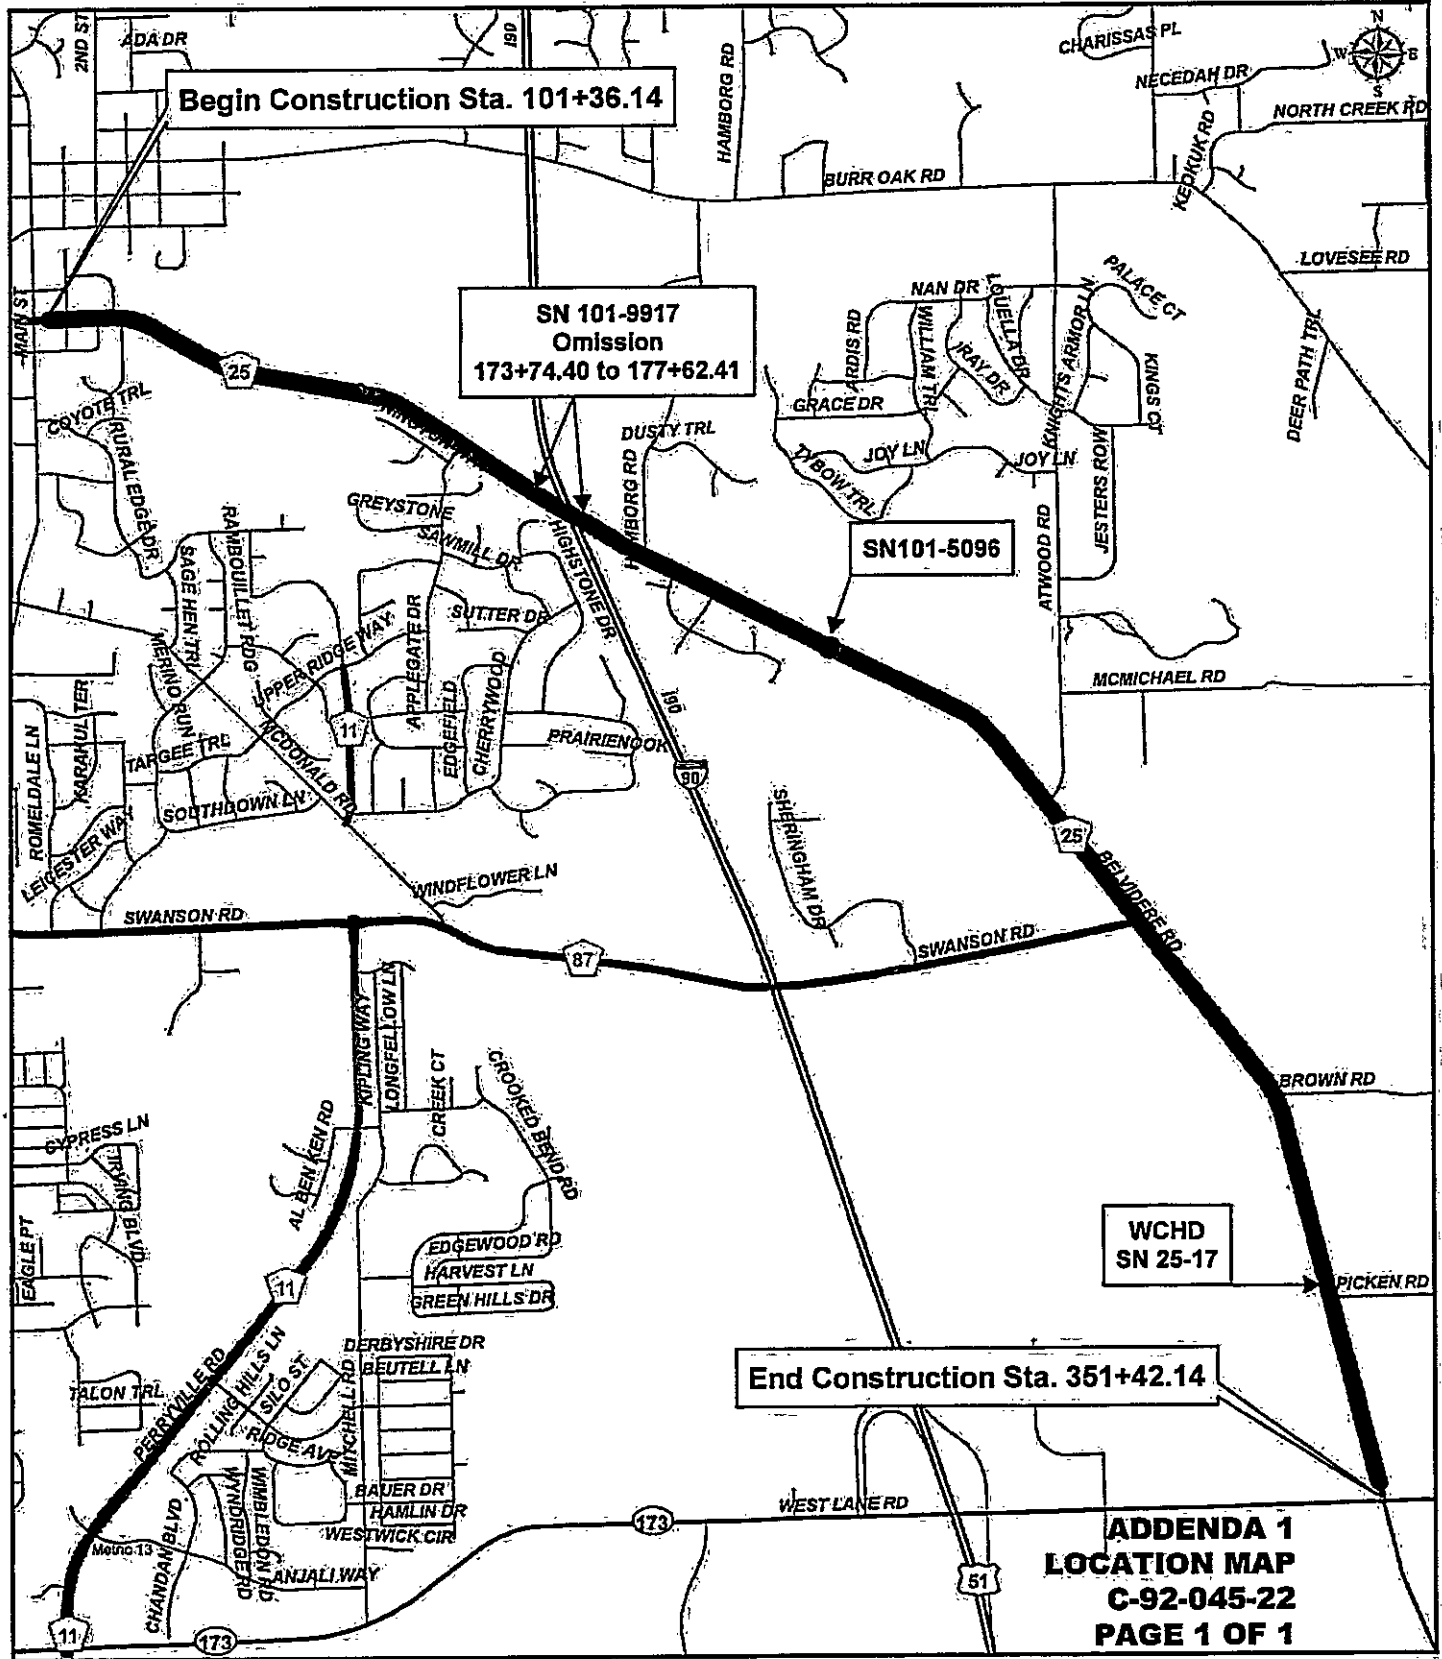 2ND ST
ADA DR
I90
HAMBORG RD
CHARISSAS PL
N
W
E
S
NECEDAH DR
NORTH CREEK RD
KEOKUK RD
Begin Construction Sta. 101+36.14
BURR OAK RD
LOVESEE RD
PALACE CT
NAN DR
LOUELLA DR
KNIGHTS ARMOR LN
MAIN ST
SN 101-9917
Omission
173+74.40 to 177+62.41
ARDIS RD
WILLIAM TRL
RAY DR
KINGS CT
DEER PATH TRL
25
COYOTE TRL
GRACE DR
DUSTY TRL
RURAL EDGE DR
HAMBORG RD
TYBOW TRL
JOY LN
JOY LN
JESTERS ROW
GREYSTONE
SAWMILL DR
HIGHSTONE DR
SN101-5096
ATWOOD RD
SAGE HEN TRL
RAMBOUILLET RDG
SUTTER DR
APPLEGATE DR
UPPER RIDGE WAY
MERINO RUN
MCMICHAEL RD
I90
ROMELDALE LN
KARAKUL TER
TARGEE TRL
MCDONALD RD
11
EDGEFIELD
CHERRYWOOD
PRAIRIENOOK
90
SOUTHDOWN LN
LEICESTER WAY
SHERINGHAM DR
25
BELVIDERE RD
WINDFLOWER LN
SWANSON RD
87
SWANSON RD
KIPLING WAY
LONGFELLOW LN
CREEK CT
CROOKED BEND RD
BROWN RD
CYPRESS LN
IRVING BLVD
AL BEN KEN RD
EAGLE PT
EDGEWOOD RD
HARVEST LN
GREEN HILLS DR
11
WCHD
SN 25-17
PICKEN RD
DERBYSHIRE DR
BEUTELL LN
PERRYVILLE RD
ROLLING HILLS LN
SILO ST
MITCHELL RD
End Construction Sta. 351+42.14
TALON TRL
RIDGE AVE
BAUER DR
HAMLIN DR
WESTWICK CIR
WYNDRIDGE RD
WIMBLEDON RD
CHANDAN BLVD
ANJALI WAY
173
WEST LANE RD
51
11
173
ADDENDA 1
LOCATION MAP
C-92-045-22
PAGE 1 OF 1